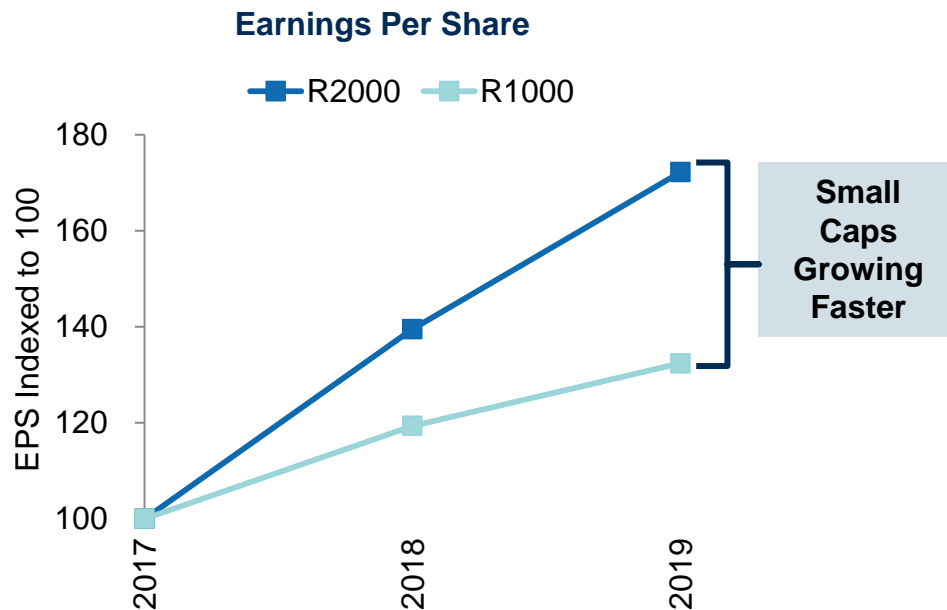 Earnings Per Share
R2000 R1000
EPS Indexed to 100
180
160
140
120
100
2017
2018
2019
Small
Caps
Growing
Faster